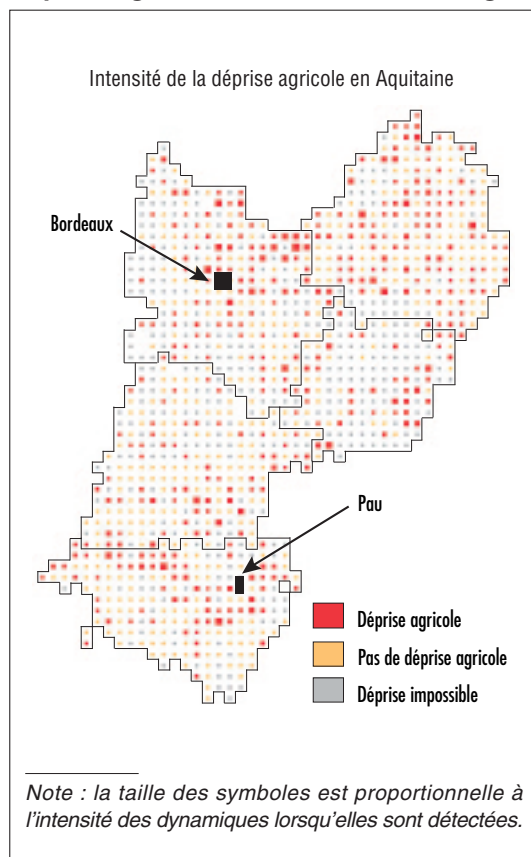 Intensité de la déprise agricole en Aquitaine
Bordeaux
Pau
Déprise agricole
Pas de déprise agricole
Déprise impossible
Note : la taille des symboles est proportionnelle à
l'intensité des dynamiques lorsqu'elles sont détectées.